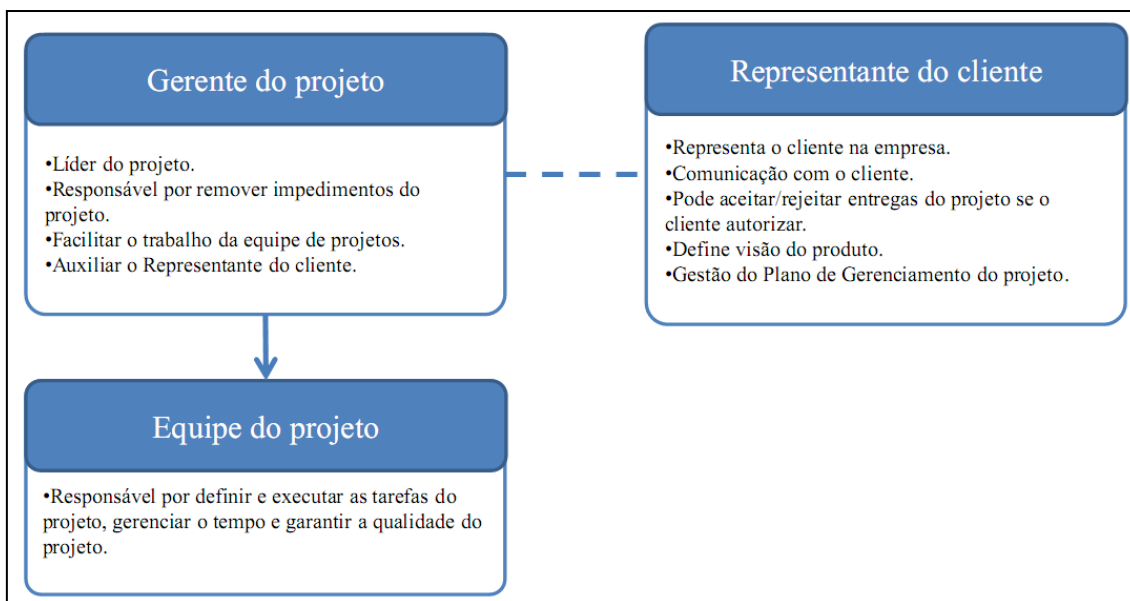 Gerente do projeto
•Líder do projeto.
•Responsável por remover impedimentos do
projeto.
•Facilitar o trabalho da equipe de projetos.
•Auxiliar o Representante do cliente.
Representante do cliente
•Representa o cliente na empresa.
•Comunicação com o cliente.
•Pode aceitar/rejeitar entregas do projeto se o
cliente autorizar.
•Define visão do produto.
•Gestão do Plano de Gerenciamento do projeto.
Equipe do projeto
•Responsável por definir e executar as tarefas do
projeto, gerenciar o tempo e garantir a qualidade do
projeto.